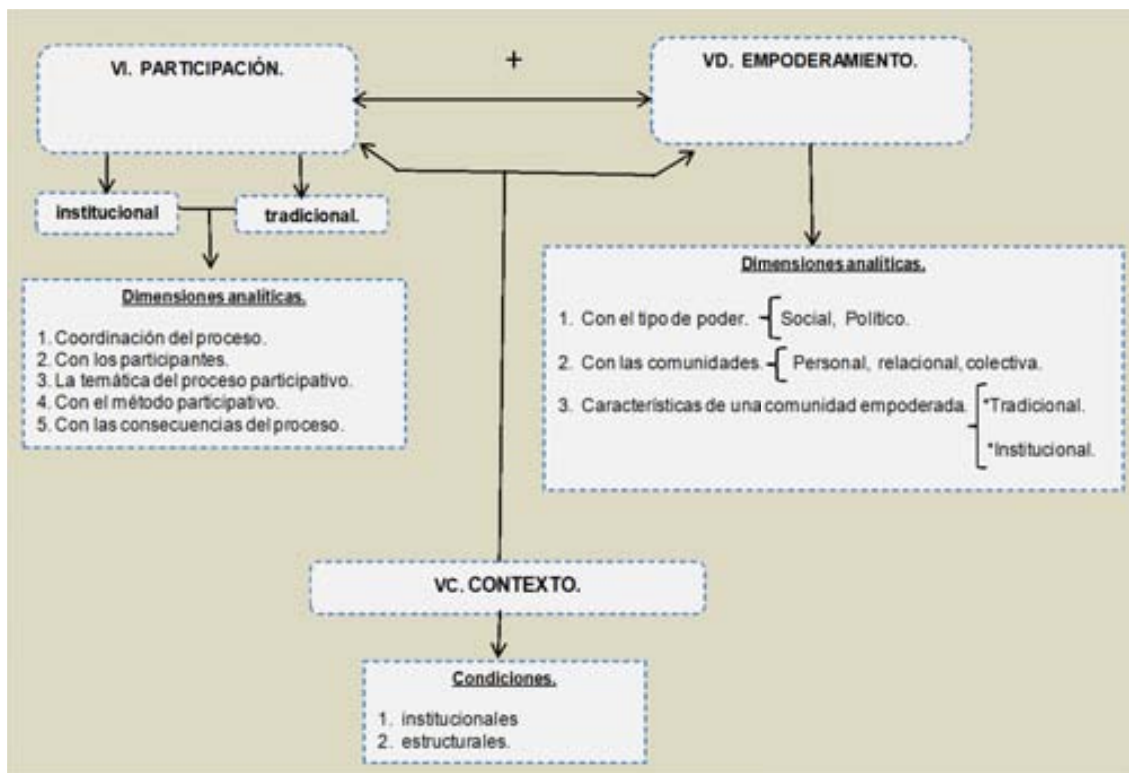 VI. PARTICIPACIÓN.
+
VD. EMPODERAMIENTO.
institucional
tradicional.
Dimensiones analíticas.
1. Coordinación del proceso.
2. Con los participantes.
3. La temática del proceso participativo.
4. Con el método participativo.
5. Con las consecuencias del proceso.
Dimensiones analíticas.
1. Con el tipo de poder. Social, Político.
2. Con las comunidades Personal, relacional, colectiva.
3. Características de una comunidad empoderada. *Tradicional.
*Institucional.
VC. CONTEXTO.
Condiciones.
1. institucionales
2. estructurales.